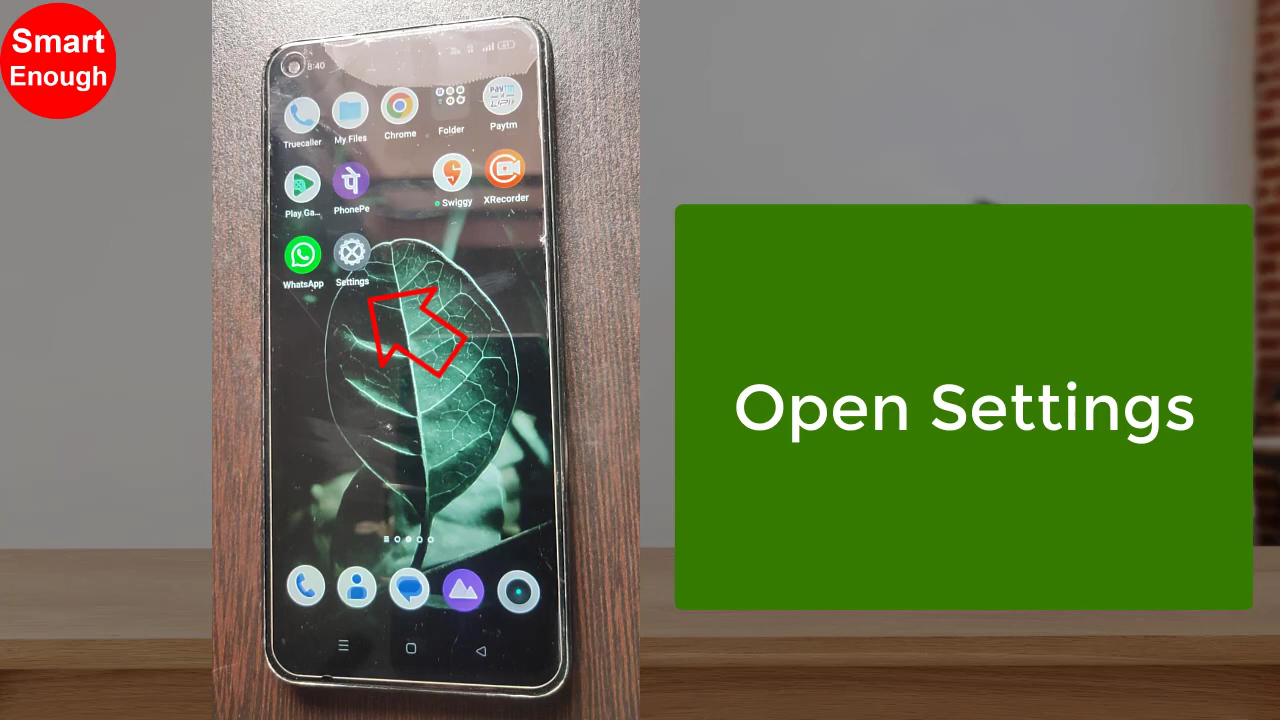 Smart
Enough
8:40
Truecaller
My Files
Chrome
Folder
Paytm
Play Ga...
PhonePe
Swiggy
XRecorder
WhatsApp
Settings
Open Settings